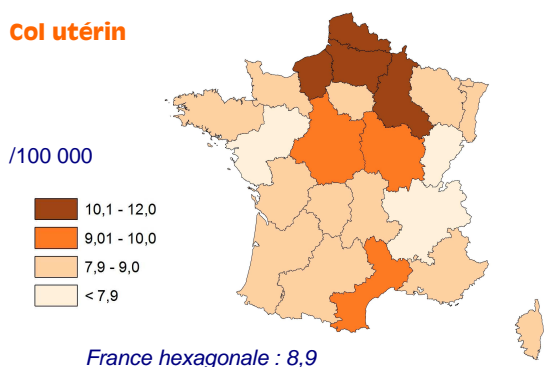 Col utérin
/100 000
10,1 - 12,0
9,01 - 10,0
7,9 - 9,0
< 7,9
France hexagonale : 8,9